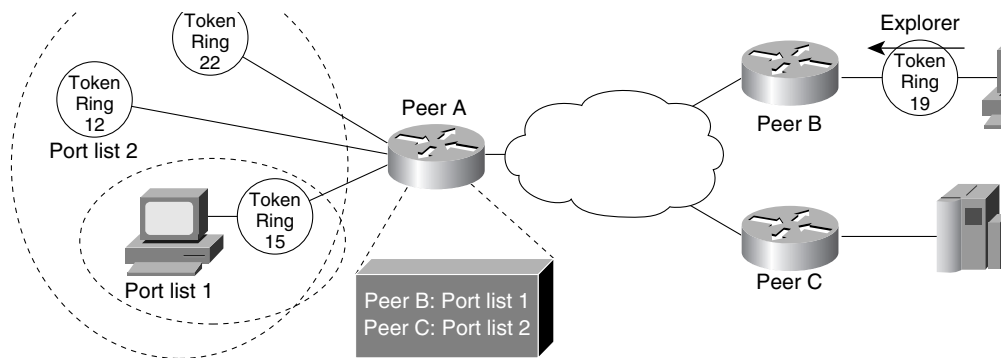 Token
Ring
22
Token
Ring
12
Port list 2
Token
Ring
15
Port list 1
Peer A
Peer B: Port list 1
Peer C: Port list 2
Explorer
Token
Ring
19
Peer B
Peer C